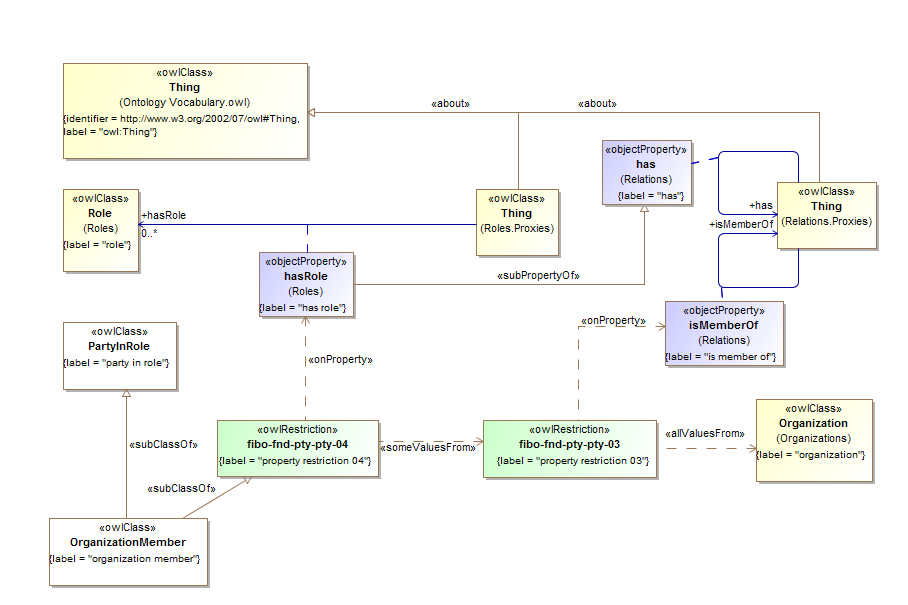 «owlClass»
Thing
(Ontology Vocabulary.owl)
{identifier = http://www.w3.org/2002/07/owl#Thing,
label = "owl:Thing"}
«about»
«about»
«objectProperty»
has
(Relations)
{label = "has"}
«owlClass»
Role
(Roles)
{label = "role"}
+hasRole
0..*
«owlClass»
Thing
(Roles.Proxies)
+has
+isMemberOf
«owlClass»
Thing
(Relations.Proxies)
«objectProperty»
hasRole
(Roles)
{label = "has role"}
«subPropertyOf»
«objectProperty»
isMemberOf
(Relations)
{label = "is member of"}
«owlClass»
PartyInRole
{label = "party in role"}
«onProperty»
«onProperty»
«owlRestriction»
fibo-fnd-pty-pty-04
{label = "property restriction 04"}
«someValuesFrom»
«owlRestriction»
fibo-fnd-pty-pty-03
{label = "property restriction 03"}
«allValuesFrom»
«owlClass»
Organization
(Organizations)
{label = "organization"}
«subClassOf»
«subClassOf»
«owlClass»
OrganizationMember
{label = "organization member"}